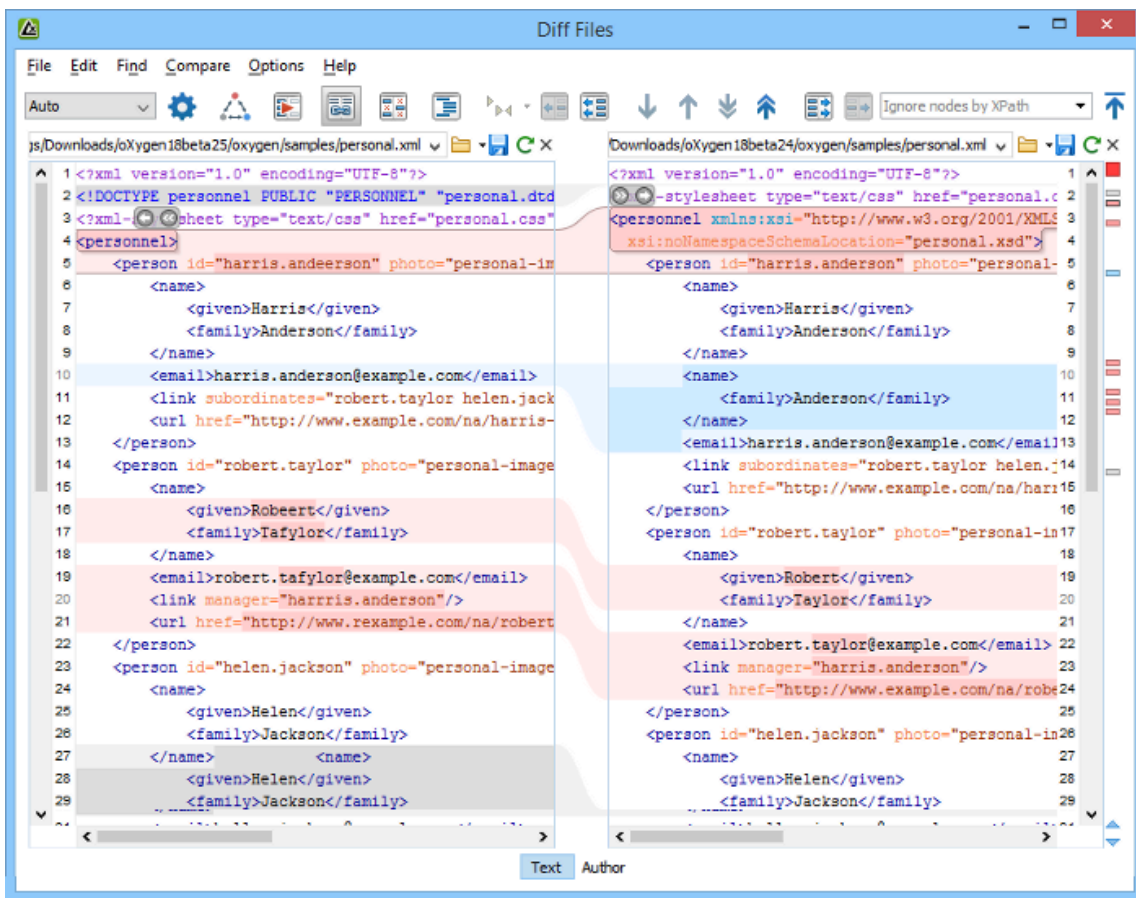 Diff Files
File Edit Find Compare Options Help
Auto
Ignore nodes by XPath
gs/Downloads/oXygen18beta25/oxygen/samples/personal.xml
1 <?xml version="1.0" encoding="UTF-8"?>
2 <!DOCTYPE personnel PUBLIC "PERSONNEL" "personal.dtd
3 <?xml- sheet type="text/css" href="personal.css"
4 <personnel>
5 <person id="harris.andeerson" photo="personal-im
6 <name>
7 <given>Harris</given>
8 <family>Anderson</family>
9 </name>
10 <email>harris.anderson@example.com</email>
11 <link subordinates="robert.taylor helen.jack
12 <url href="http://www.example.com/na/harris-
13 </person>
14 <person id="robert.taylor" photo="personal-image
15 <name>
16 <given>Robeert</given>
17 <family>Tafylor</family>
18 </name>
19 <email>robert.tafylor@example.com</email>
20 <link manager="harrris.anderson"/>
21 <url href="http://www.rexample.com/na/robert
22 </person>
23 <person id="helen.jackson" photo="personal-image
24 <name>
25 <given>Helen</given>
26 <family>Jackson</family>
27 </name> <name>
28 <given>Helen</given>
29 <family>Jackson</family>
Downloads/oXygen18beta24/oxygen/samples/personal.xml
<?xml version="1.0" encoding="UTF-8"?> 1
-stylesheet type="text/css" href="personal.c 2
<personnel xmlns:xsi="http://www.w3.org/2001/XMLS 3
xsi:noNamespaceSchemaLocation="personal.xsd"> 4
<person id="harris.anderson" photo="personal- 5
<name> 6
<given>Harris</given> 7
<family>Anderson</family> 8
</name> 9
<name> 10
<family>Anderson</family> 11
</name> 12
<email>harris.anderson@example.com</email 13
<link subordinates="robert.taylor helen.j 14
<url href="http://www.example.com/na/harr 15
</person> 16
<person id="robert.taylor" photo="personal-im 17
<name> 18
<given>Robert</given> 19
<family>Taylor</family> 20
</name> 21
<email>robert.taylor@example.com</email> 22
<link manager="harris.anderson"/> 23
<url href="http://www.example.com/na/robe 24
</person> 25
<person id="helen.jackson" photo="personal-in 26
<name> 27
<given>Helen</given> 28
<family>Jackson</family> 29
Text Author